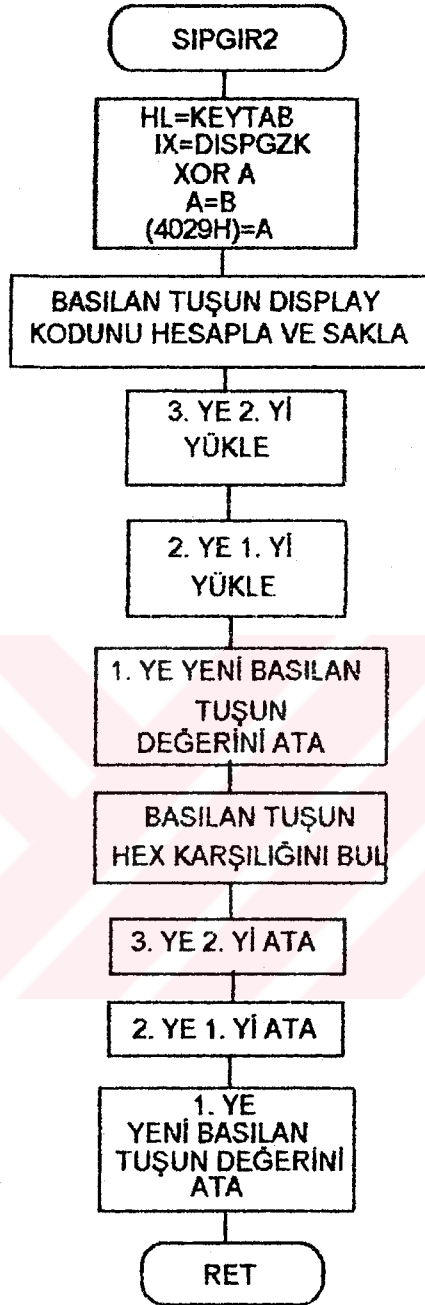 SIPGIR2
HL=KEYTAB
IX=DISPGZK
XOR A
A=B
(4029H)=A
BASILAN TUŞUN DISPLAY
KODUNU HESAPLA VE SAKLA
3. YE 2. Yİ
YÜKLE
2. YE 1. Yİ
YÜKLE
1. YE YENİ BASILAN
TUŞUN
DEĞERİNİ ATA
BASILAN TUŞUN
HEX KARŞILIĞINI BUL
3. YE 2. Yİ ATA
2. YE 1. Yİ ATA
1. YE
YENİ BASILAN
TUŞUN DEĞERİNİ
ATA
RET